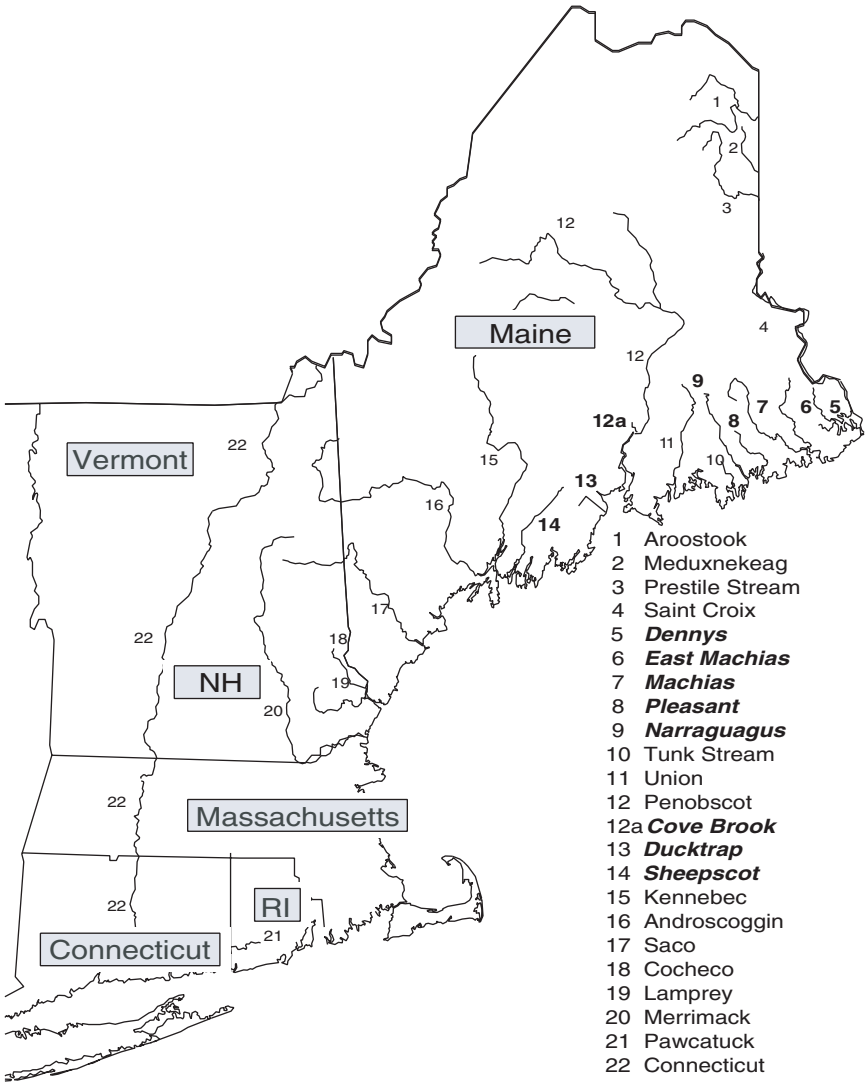 1
2
3
12
4
Maine
12
9
12a
8
7
6
5
22
Vermont
15
11
10
13
16
14
17
22
18
NH
19
20
22
Massachusetts
22
RI
21
Connecticut
1 Aroostook
2 Meduxnekeag
3 Prestile Stream
4 Saint Croix
5 Dennys
6 East Machias
7 Machias
8 Pleasant
9 Narraguagus
10 Tunk Stream
11 Union
12 Penobscot
12a Cove Brook
13 Ducktrap
14 Sheepscot
15 Kennebec
16 Androscoggin
17 Saco
18 Cocheco
19 Lamprey
20 Merrimack
21 Pawcatuck
22 Connecticut